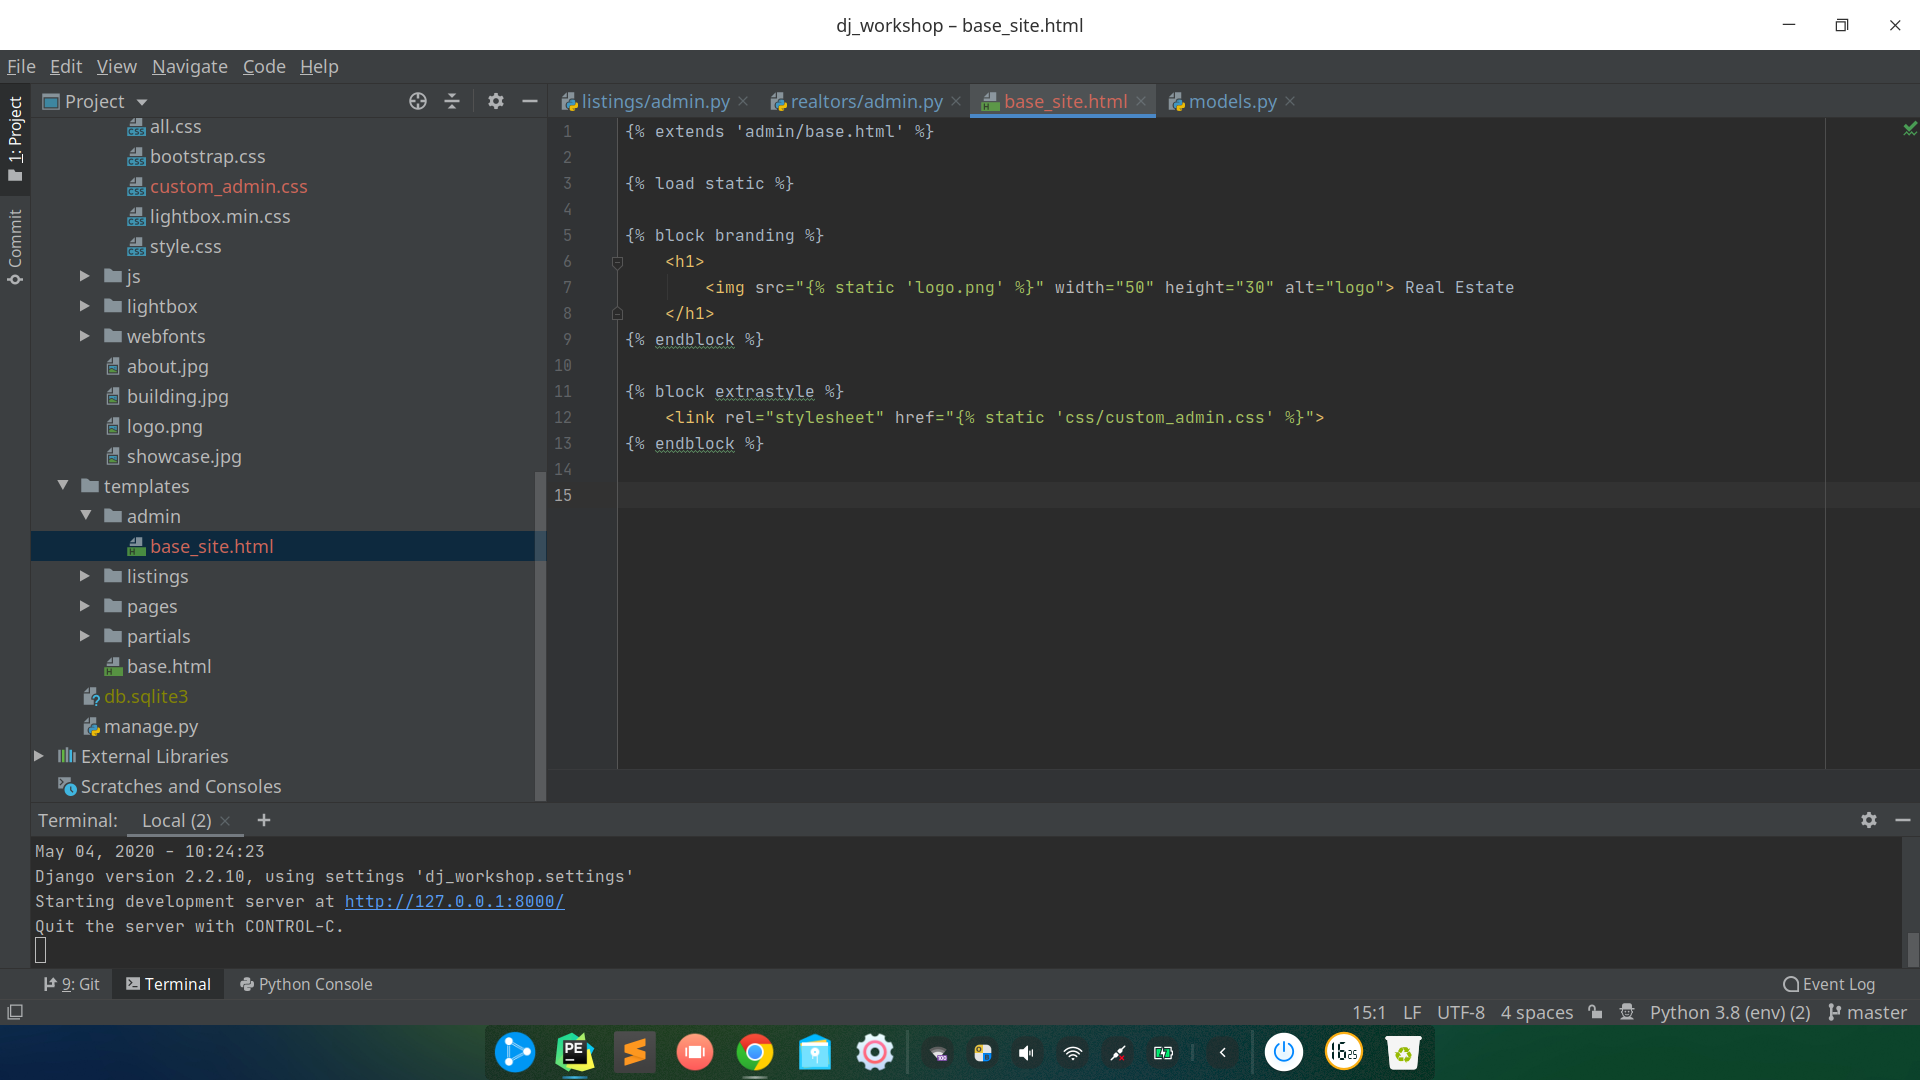 dj_workshop – base_site.html
File Edit View Navigate Code Help
Project
listings/admin.py
realtors/admin.py
base_site.html
models.py
1: Project
Commit
all.css
bootstrap.css
custom_admin.css
lightbox.min.css
style.css
js
lightbox
webfonts
about.jpg
building.jpg
logo.png
showcase.jpg
templates
admin
base_site.html
listings
pages
partials
base.html
db.sqlite3
manage.py
External Libraries
Scratches and Consoles
1 {% extends 'admin/base.html' %}
2
3 {% load static %}
4
5 {% block branding %}
6 <h1>
7 <img src="{% static 'logo.png' %}" width="50" height="30" alt="logo"> Real Estate
8 </h1>
9 {% endblock %}
10
11 {% block extrastyle %}
12 <link rel="stylesheet" href="{% static 'css/custom_admin.css' %}">
13 {% endblock %}
14
15
Terminal: Local (2)
May 04, 2020 - 10:24:23
Django version 2.2.10, using settings 'dj_workshop.settings'
Starting development server at http://127.0.0.1:8000/
Quit the server with CONTROL-C.
9: Git Terminal Python Console Event Log
15:1 LF UTF-8 4 spaces Python 3.8 (env) (2) master
PE
100
16 25